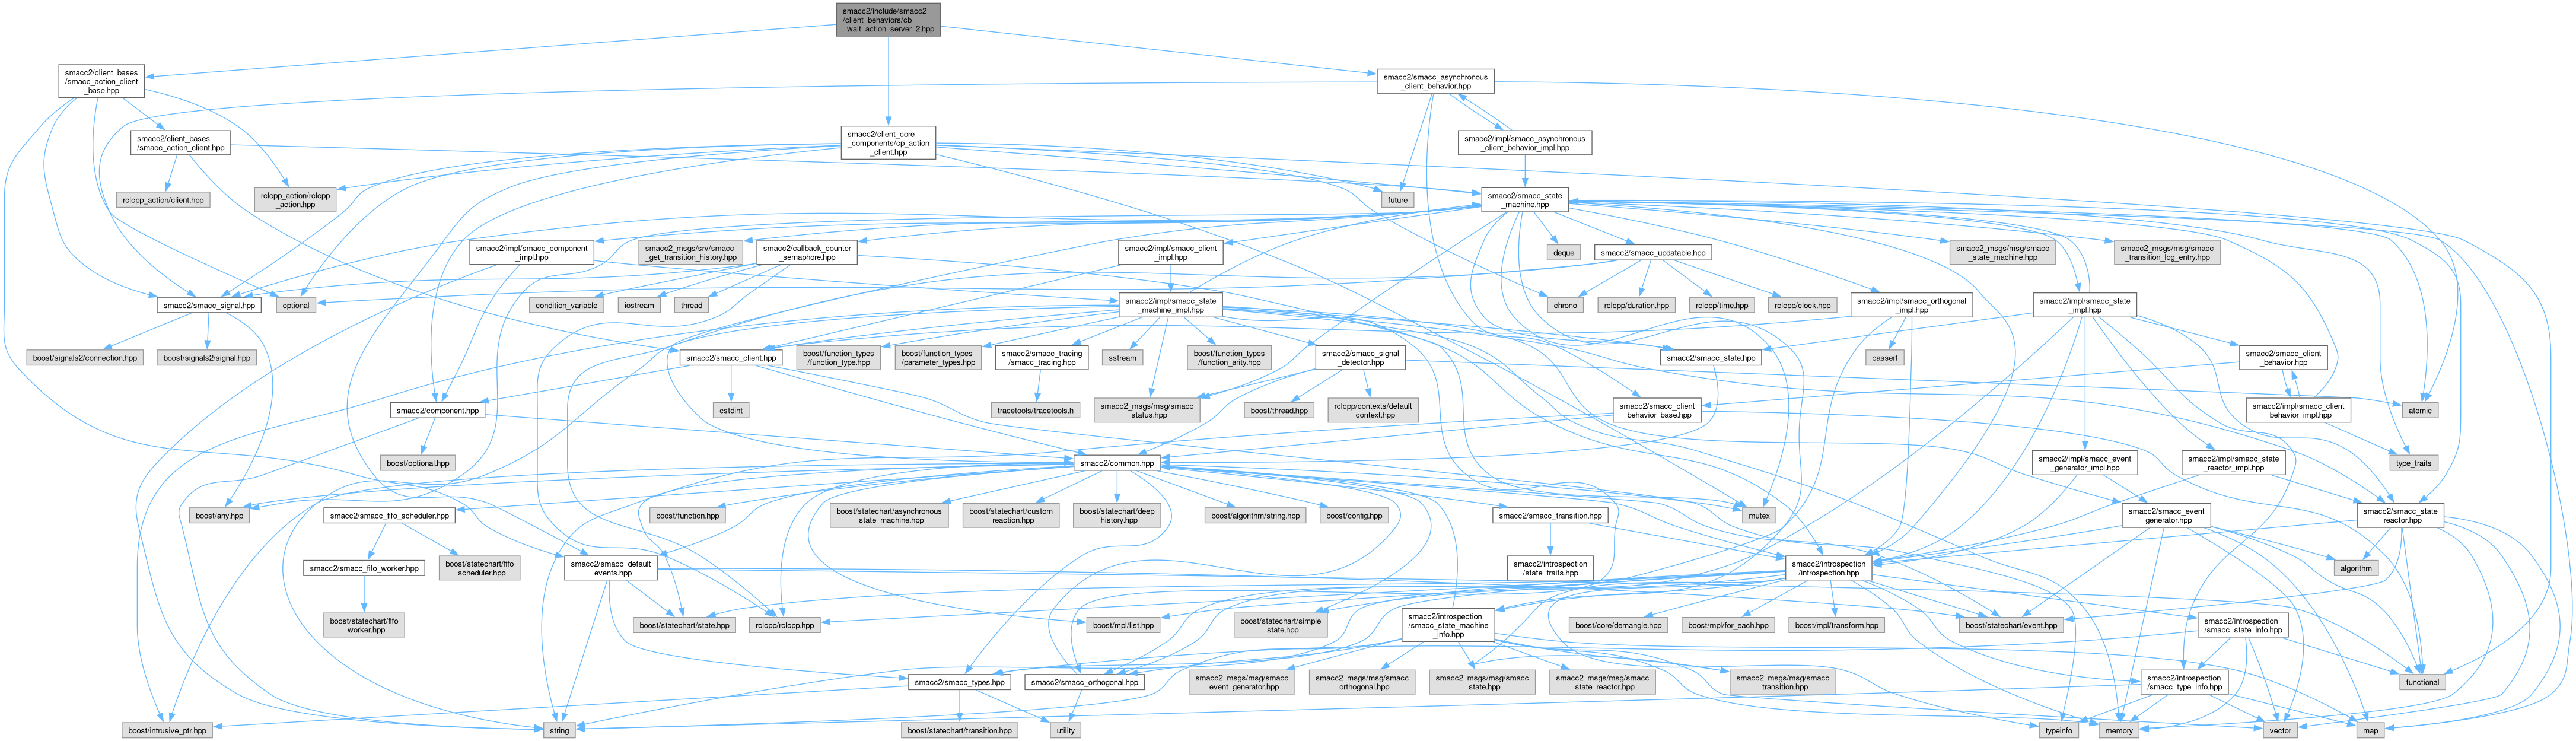 smacc2/include/smacc2
/client_behaviors/cb
_wait_action_server_2.hpp
smacc2/client_bases
/smacc_action_client
_base.hpp
smacc2/smacc_asynchronous
_client_behavior.hpp
smacc2/client_bases
/smacc_action_client.hpp
smacc2/client_core
_components/cp_action
_client.hpp
smacc2/impl/smacc_asynchronous
_client_behavior_impl.hpp
rclcpp_action/client.hpp
rclcpp_action/rclcpp
_action.hpp
future
smacc2/smacc_state
_machine.hpp
smacc2/impl/smacc_component
_impl.hpp
smacc2_msgs/srv/smacc
_get_transition_history.hpp
smacc2/callback_counter
_semaphore.hpp
smacc2/impl/smacc_client
_impl.hpp
deque
smacc2/smacc_updatable.hpp
smacc2_msgs/msg/smacc
_state_machine.hpp
smacc2_msgs/msg/smacc
_transition_log_entry.hpp
smacc2/smacc_signal.hpp
optional
condition_variable
iostream
thread
smacc2/impl/smacc_state
_machine_impl.hpp
chrono
rclcpp/duration.hpp
rclcpp/time.hpp
rclcpp/clock.hpp
smacc2/impl/smacc_orthogonal
_impl.hpp
smacc2/impl/smacc_state
_impl.hpp
boost/signals2/connection.hpp
boost/signals2/signal.hpp
smacc2/smacc_client.hpp
boost/function_types
/function_type.hpp
boost/function_types
/parameter_types.hpp
smacc2/smacc_tracing
/smacc_tracing.hpp
sstream
boost/function_types
/function_arity.hpp
smacc2/smacc_signal
_detector.hpp
smacc2/smacc_state.hpp
cassert
smacc2/smacc_client
_behavior.hpp
smacc2/component.hpp
cstdint
tracetools/tracetools.h
smacc2_msgs/msg/smacc
_status.hpp
boost/thread.hpp
rclcpp/contexts/default
_context.hpp
smacc2/smacc_client
_behavior_base.hpp
smacc2/impl/smacc_client
_behavior_impl.hpp
atomic
boost/optional.hpp
smacc2/common.hpp
smacc2/impl/smacc_event
_generator_impl.hpp
smacc2/impl/smacc_state
_reactor_impl.hpp
type_traits
boost/any.hpp
smacc2/smacc_fifo_scheduler.hpp
boost/function.hpp
boost/statechart/asynchronous
_state_machine.hpp
boost/statechart/custom
_reaction.hpp
boost/statechart/deep
_history.hpp
boost/algorithm/string.hpp
boost/config.hpp
smacc2/smacc_transition.hpp
mutex
smacc2/smacc_event
_generator.hpp
smacc2/smacc_state
_reactor.hpp
smacc2/smacc_fifo_worker.hpp
boost/statechart/fifo
_scheduler.hpp
smacc2/smacc_default
_events.hpp
smacc2/introspection
/state_traits.hpp
smacc2/introspection
/introspection.hpp
algorithm
boost/statechart/fifo
_worker.hpp
boost/statechart/state.hpp
rclcpp/rclcpp.hpp
boost/mpl/list.hpp
boost/statechart/simple
_state.hpp
smacc2/introspection
/smacc_state_machine
_info.hpp
boost/core/demangle.hpp
boost/mpl/for_each.hpp
boost/mpl/transform.hpp
boost/statechart/event.hpp
smacc2/introspection
/smacc_state_info.hpp
smacc2/smacc_types.hpp
smacc2/smacc_orthogonal.hpp
smacc2_msgs/msg/smacc
_event_generator.hpp
smacc2_msgs/msg/smacc
_orthogonal.hpp
smacc2_msgs/msg/smacc
_state.hpp
smacc2_msgs/msg/smacc
_state_reactor.hpp
smacc2_msgs/msg/smacc
_transition.hpp
smacc2/introspection
/smacc_type_info.hpp
functional
boost/intrusive_ptr.hpp
string
boost/statechart/transition.hpp
utility
typeinfo
memory
vector
map